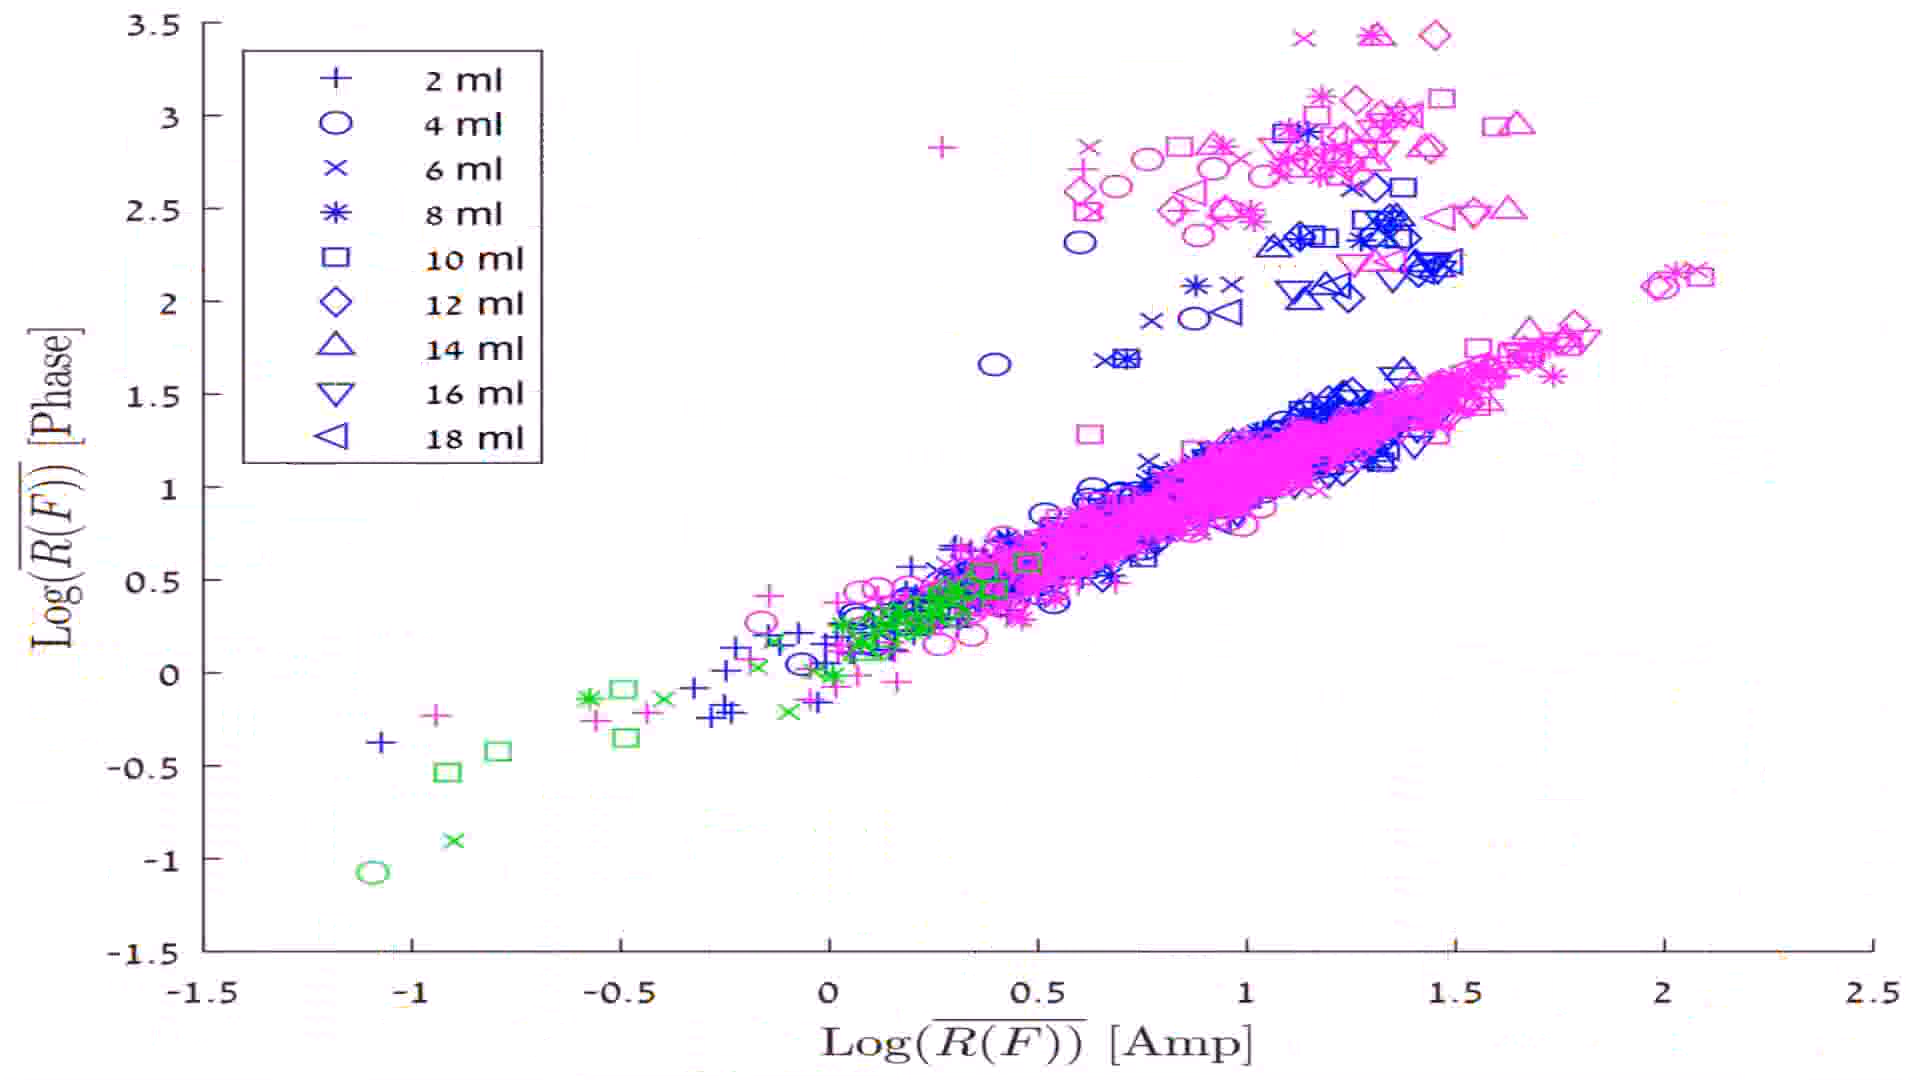 3.5
3
2.5
2
1.5
1
0.5
0
-0.5
-1
-1.5
2 ml
4 ml
6 ml
8 ml
10 ml
12 ml
14 ml
16 ml
18 ml
Log(R(F)) [Phase]
-1.5 -1 -0.5 0 0.5 1 1.5 2 2.5
Log(R(F)) [Amp]